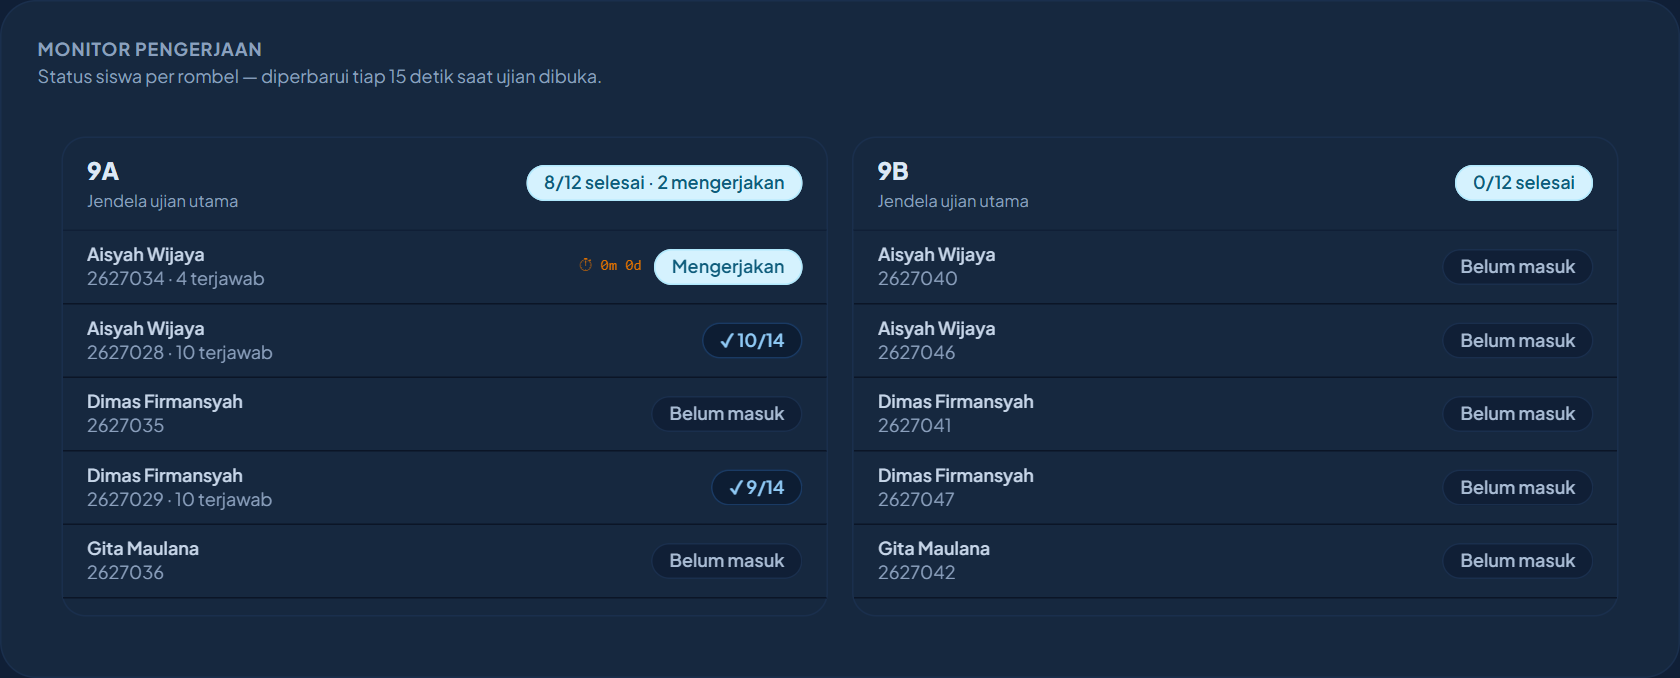 MONITOR PENGERJAAN
Status siswa per rombel — diperbarui tiap 15 detik saat ujian dibuka.
9A
Jendela ujian utama
8/12 selesai · 2 mengerjakan
Aisyah Wijaya
2627034 · 4 terjawab
⏱ 0m 0d
Mengerjakan
Aisyah Wijaya
2627028 · 10 terjawab
✓ 10/14
Dimas Firmansyah
2627035
Belum masuk
Dimas Firmansyah
2627029 · 10 terjawab
✓ 9/14
Gita Maulana
2627036
Belum masuk
9B
Jendela ujian utama
0/12 selesai
Aisyah Wijaya
2627040
Belum masuk
Aisyah Wijaya
2627046
Belum masuk
Dimas Firmansyah
2627041
Belum masuk
Dimas Firmansyah
2627047
Belum masuk
Gita Maulana
2627042
Belum masuk